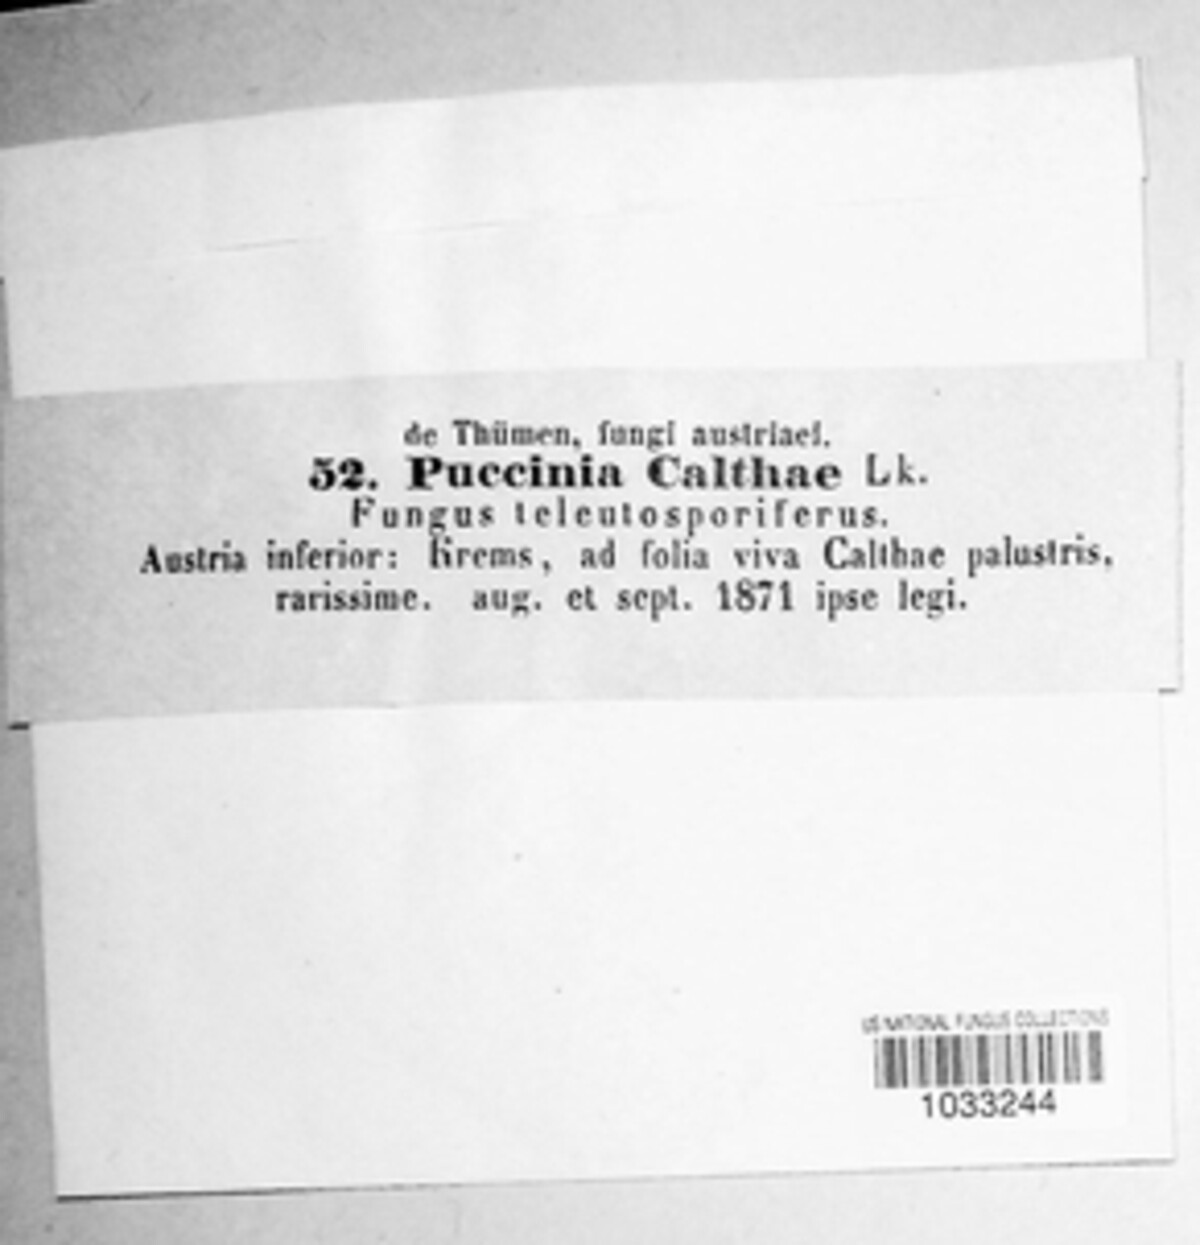 de Thümen, fungi austriaci.
52. Puccinia Calthae Lk.
Fungus teleutosporiferus.
Austria inferior: Krems, ad folia viva Calthae palustris,
rarissime. aug. et sept. 1871 ipse legi.
US NATIONAL FUNGUS COLLECTIONS
1033244